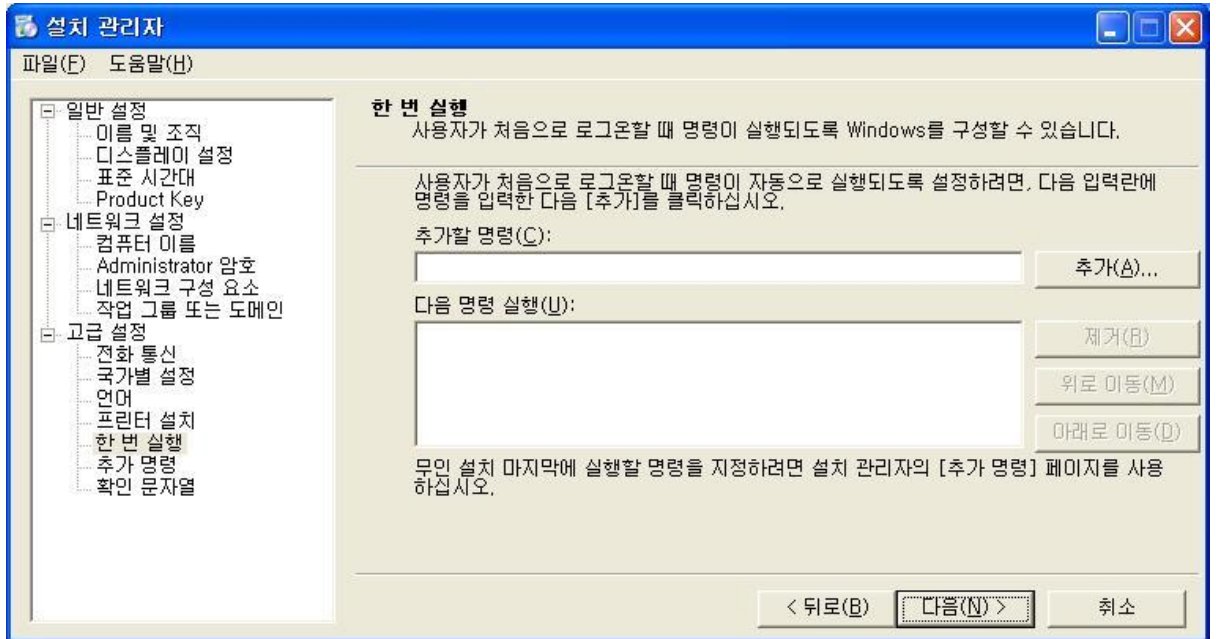 설치 관리자
파일(F) 도움말(H)
일반 설정
이름 및 조직
디스플레이 설정
표준 시간대
Product Key
네트워크 설정
컴퓨터 이름
Administrator 암호
네트워크 구성 요소
작업 그룹 또는 도메인
고급 설정
전화 통신
국가별 설정
언어
프린터 설치
한 번 실행
추가 명령
확인 문자열
한 번 실행
사용자가 처음으로 로그온할 때 명령이 실행되도록 Windows를 구성할 수 있습니다.
사용자가 처음으로 로그온할 때 명령이 자동으로 실행되도록 설정하려면, 다음 입력란에
명령을 입력한 다음 [추가]를 클릭하십시오.
추가할 명령(C):
추가(A)...
다음 명령 실행(U):
제거(R)
위로 이동(M)
아래로 이동(D)
무인 설치 마지막에 실행할 명령을 지정하려면 설치 관리자의 [추가 명령] 페이지를 사용
하십시오.
< 뒤로(B)
다음(N) >
취소